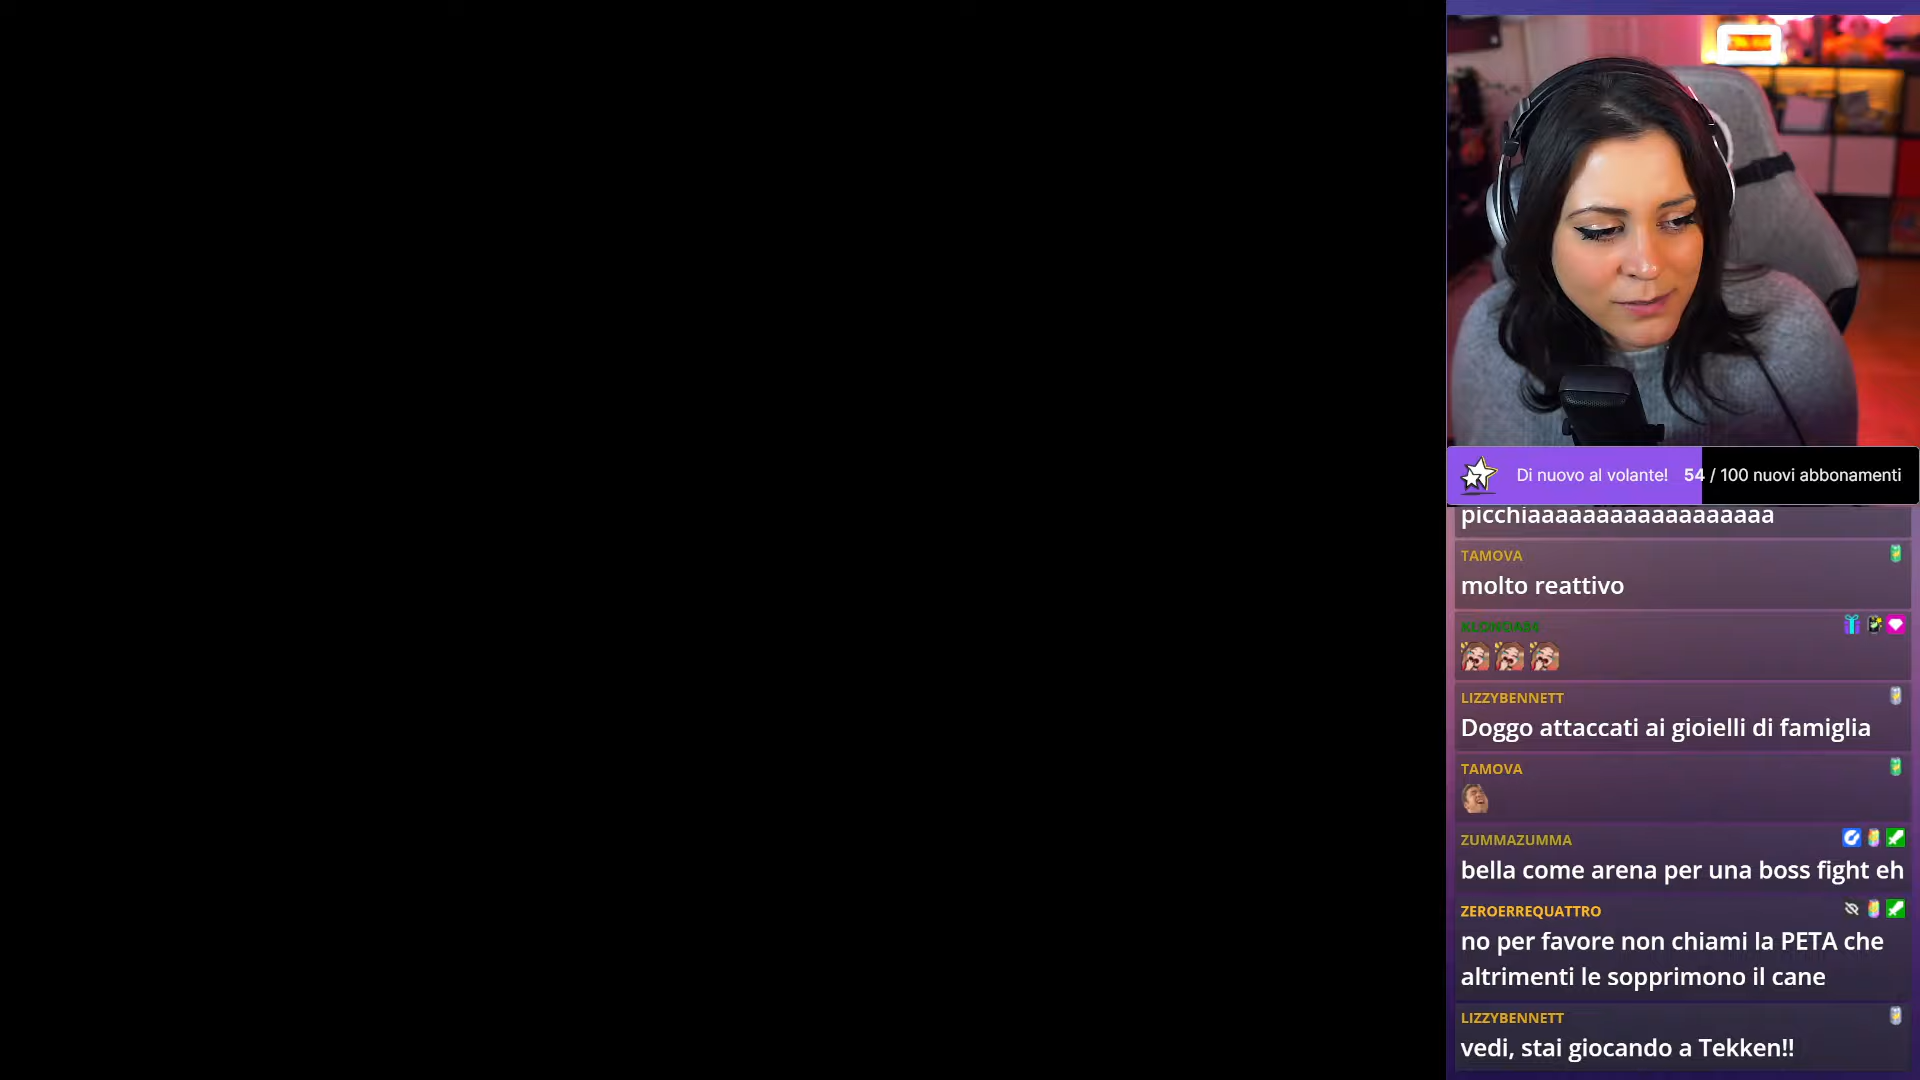 Di nuovo al volante! 54 / 100 nuovi abbonamenti
picchiaaaaaaaaaaaaaaaaaa
TAMOVA
molto reattivo
LIZZYBENNETT
Doggo attaccati ai gioielli di famiglia
TAMOVA
ZUMMAZUMMA
bella come arena per una boss fight eh
ZEROERREQUATTRO
no per favore non chiami la PETA che
altrimenti le sopprimono il cane
LIZZYBENNETT
vedi, stai giocando a Tekken!!